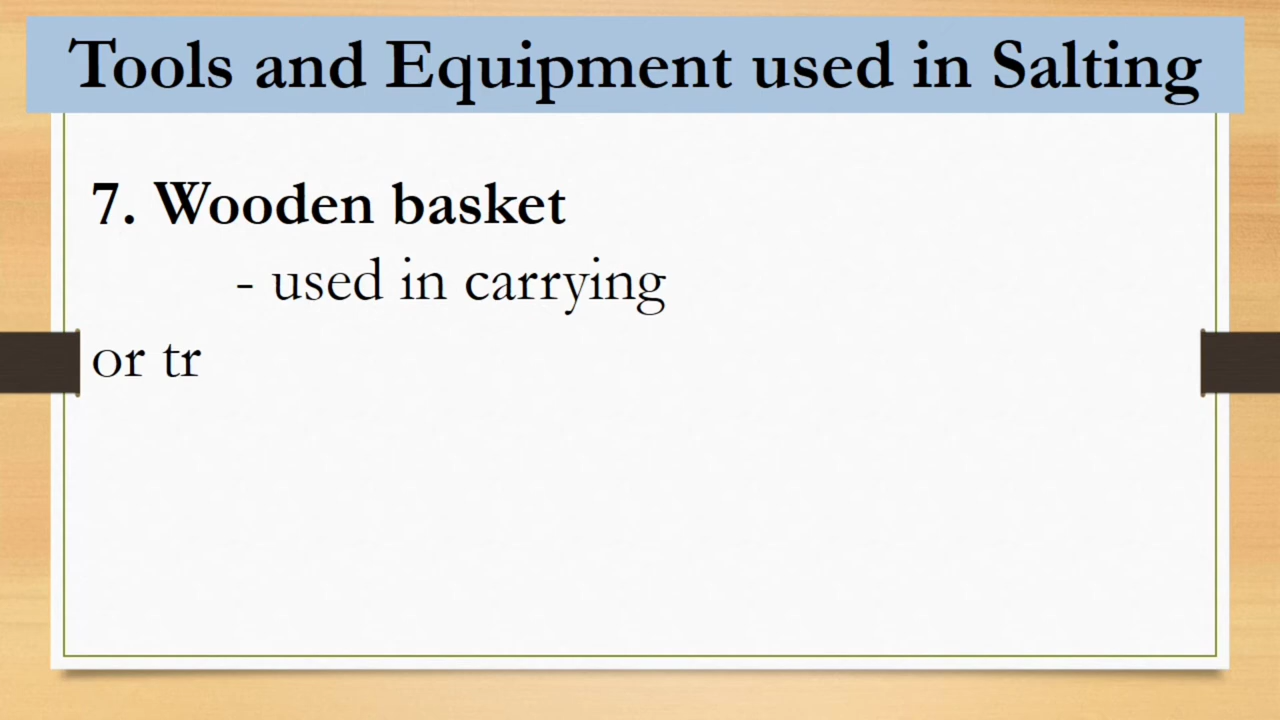 Tools and Equipment used in Salting
7. Wooden basket
- used in carrying
or tr